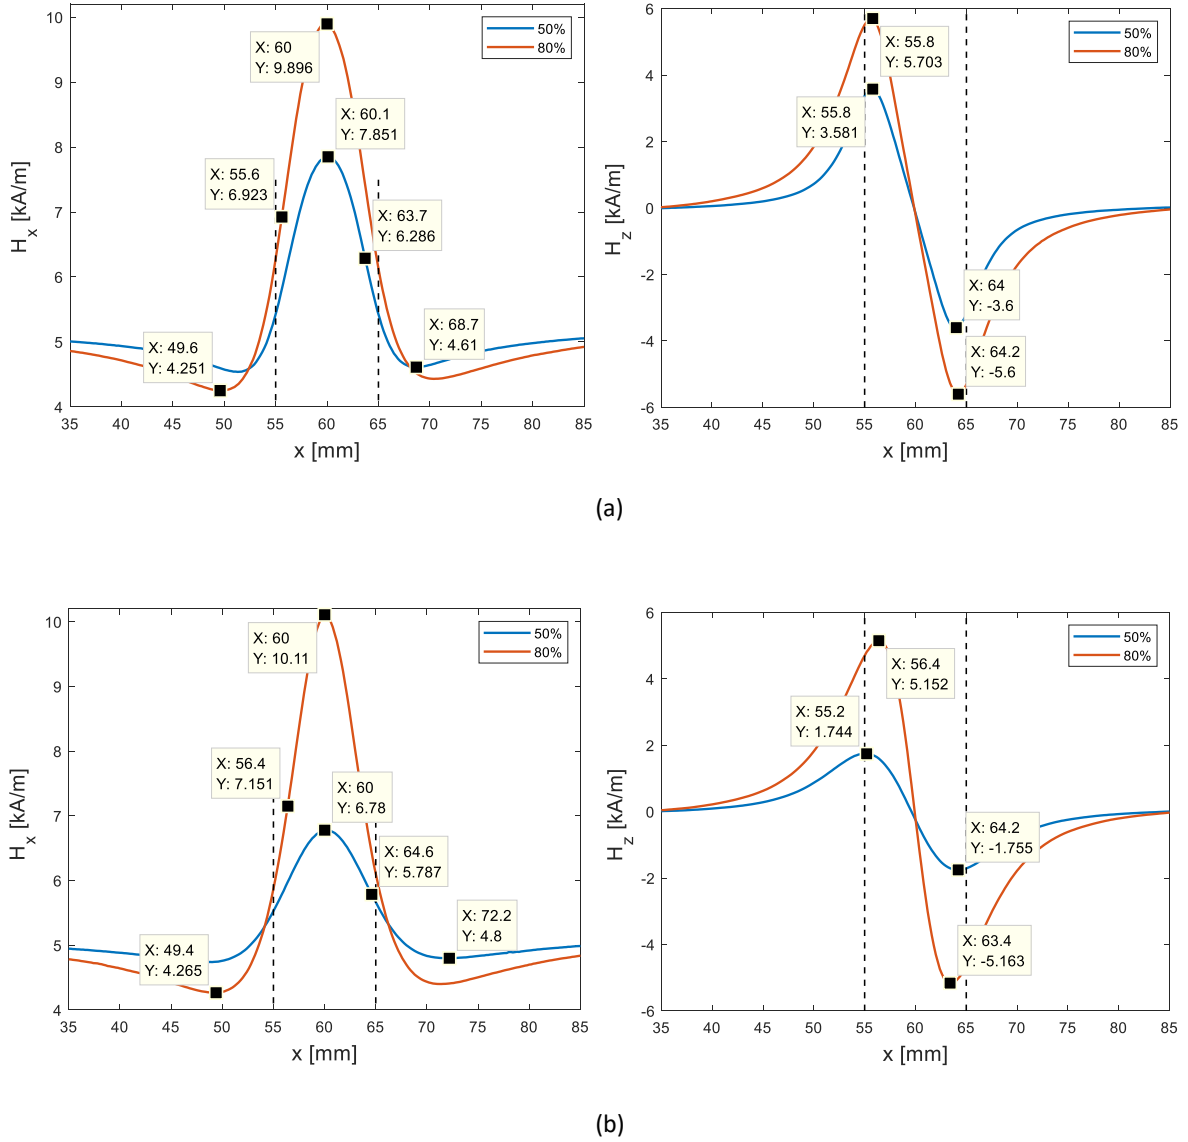 50%
80%
X: 60
Y: 9.896
X: 60.1
Y: 7.851
X: 55.6
Y: 6.923
X: 63.7
Y: 6.286
X: 49.6
Y: 4.251
X: 68.7
Y: 4.61
10
9
8
7
6
5
4
35 40 45 50 55 60 65 70 75 80 85
x [mm]
H_x [kA/m]
50%
80%
X: 55.8
Y: 5.703
X: 55.8
Y: 3.581
X: 64
Y: -3.6
X: 64.2
Y: -5.6
6
4
2
0
-2
-4
-6
35 40 45 50 55 60 65 70 75 80 85
x [mm]
H_z [kA/m]
(a)
50%
80%
X: 60
Y: 10.11
X: 56.4
Y: 7.151
X: 60
Y: 6.78
X: 64.6
Y: 5.787
X: 49.4
Y: 4.265
X: 72.2
Y: 4.8
10
9
8
7
6
5
4
35 40 45 50 55 60 65 70 75 80 85
x [mm]
H_x [kA/m]
50%
80%
X: 56.4
Y: 5.152
X: 55.2
Y: 1.744
X: 64.2
Y: -1.755
X: 63.4
Y: -5.163
6
4
2
0
-2
-4
-6
35 40 45 50 55 60 65 70 75 80 85
x [mm]
H_z [kA/m]
(b)